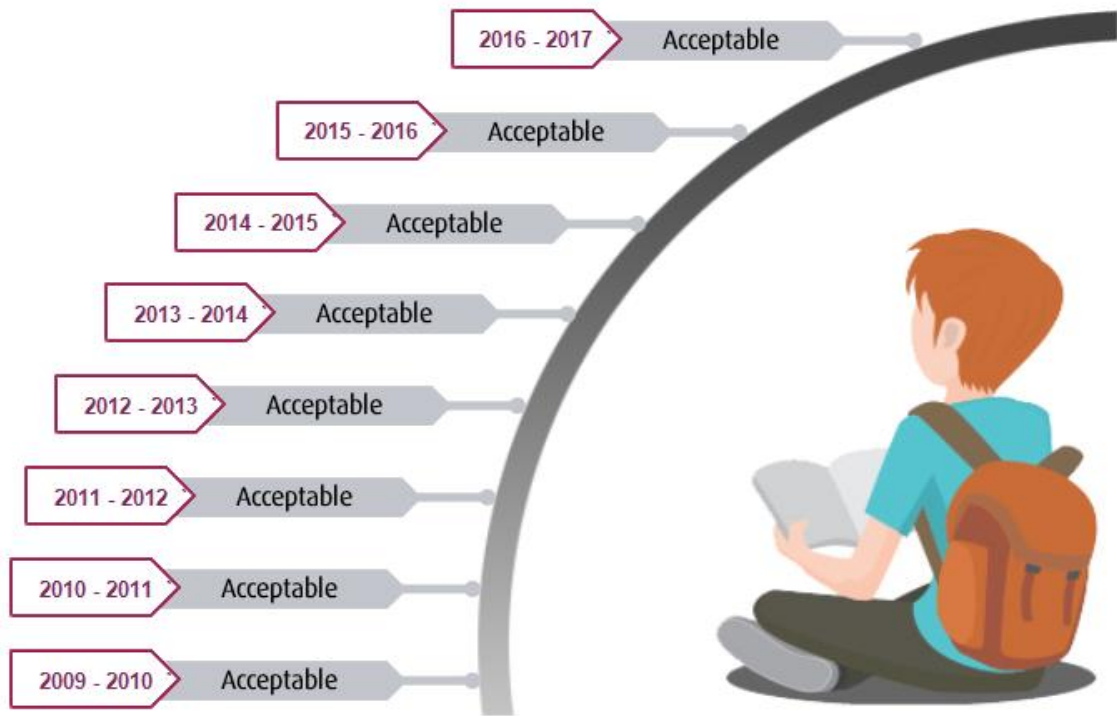 2016 - 2017 Acceptable
2015 - 2016 Acceptable
2014 - 2015 Acceptable
2013 - 2014 Acceptable
2012 - 2013 Acceptable
2011 - 2012 Acceptable
2010 - 2011 Acceptable
2009 - 2010 Acceptable